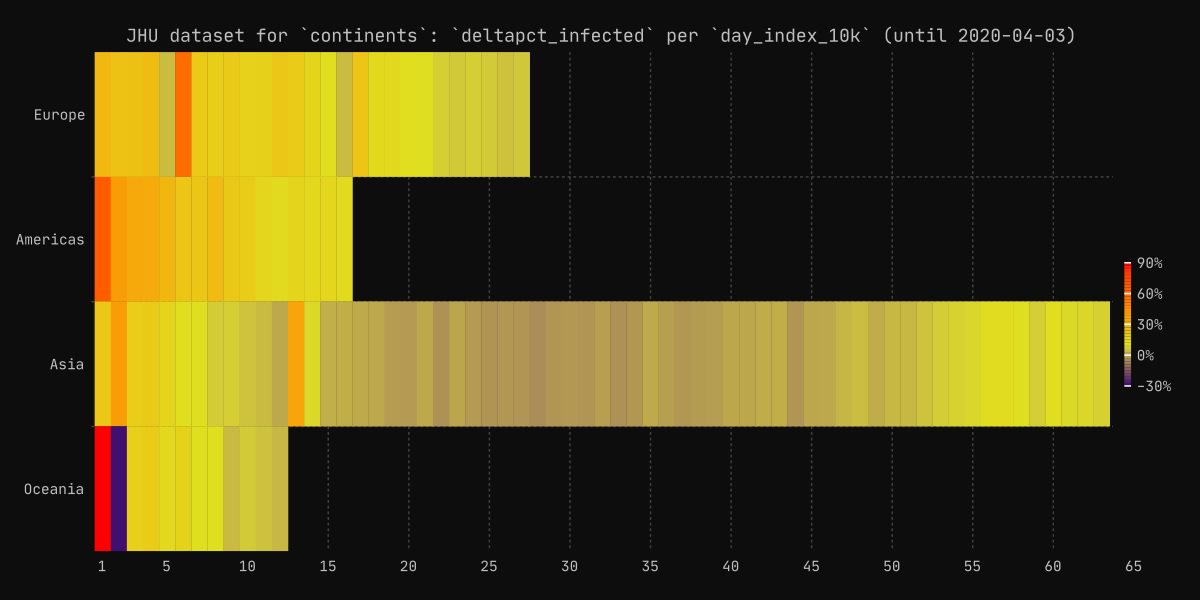 JHU dataset for `continents`: `deltapct_infected` per `day_index_10k` (until 2020-04-03)
Europe
Americas
Asia
Oceania
90%
60%
30%
0%
-30%
1 5 10 15 20 25 30 35 40 45 50 55 60 65